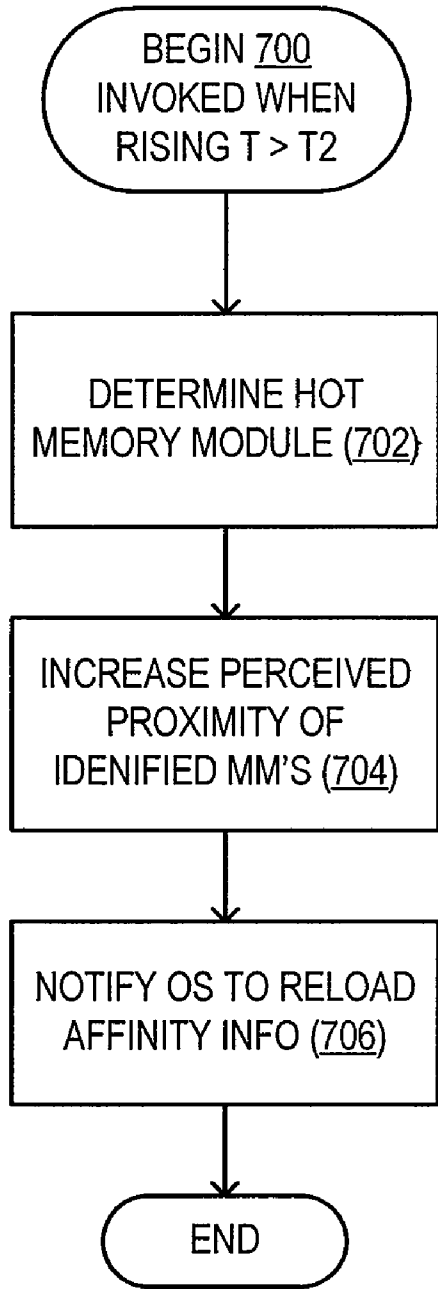 BEGIN 700
INVOKED WHEN
RISING T > T2
DETERMINE HOT
MEMORY MODULE (702)
INCREASE PERCEIVED
PROXIMITY OF
IDENIFIED MM'S (704)
NOTIFY OS TO RELOAD
AFFINITY INFO (706)
END